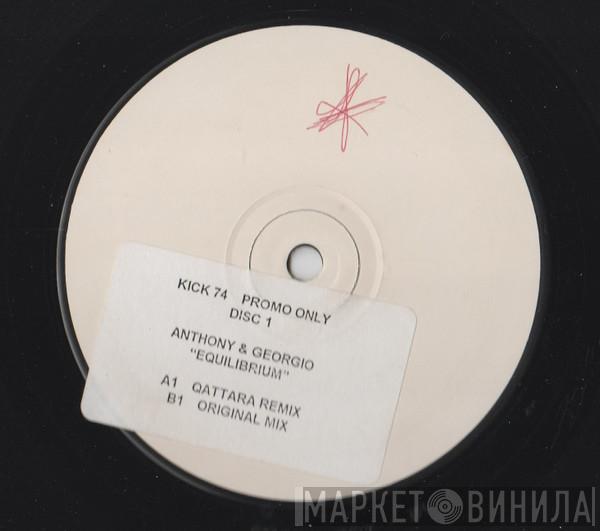 KICK 74 PROMO ONLY
DISC 1
ANTHONY & GEORGIO
"EQUILIBRIUM"
A1 QATTARA REMIX
B1 ORIGINAL MIX
МАРКЕТ ВИНИЛА